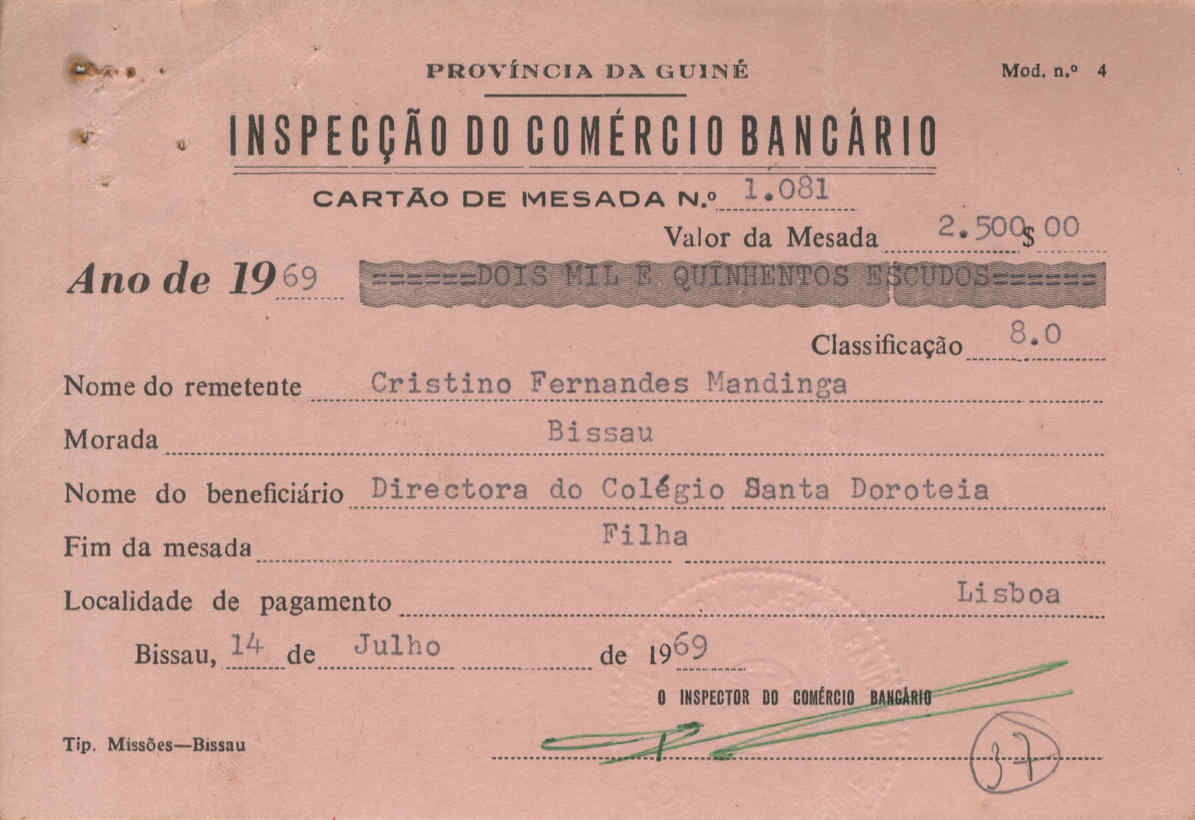 PROVÍNCIA DA GUINÉ
Mod. n.º 4
INSPECÇÃO DO COMÉRCIO BANCÁRIO
CARTÃO DE MESADA N.º 1.081
Valor da Mesada 2.500$00
Ano de 1969 ======DOIS MIL E QUINHENTOS ESCUDOS======
Classificação 8.0
Nome do remetente Cristino Fernandes Mandinga
Morada Bissau
Nome do beneficiário Directora do Colégio Santa Doroteia
Fim da mesada Filha
Localidade de pagamento Lisboa
Bissau, 14 de Julho de 1969
O INSPECTOR DO COMÉRCIO BANCÁRIO
Tip. Missões—Bissau
37